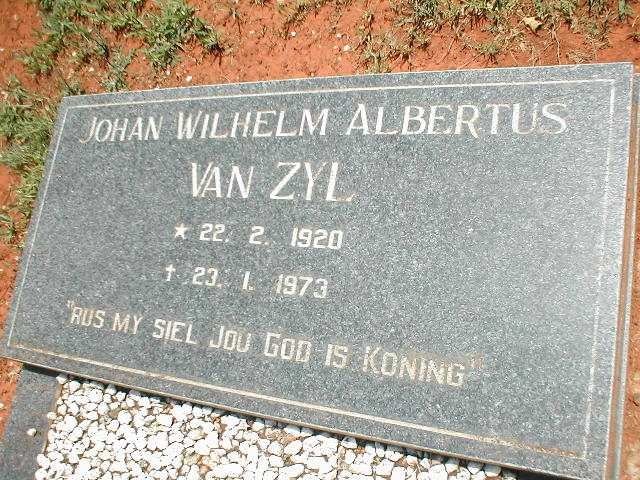 JOHAN WILHELM ALBERTUS
VAN ZYL
* 22. 2. 1920
† 23. 1. 1973
"RUS MY SIEL JOU GOD IS KONING"